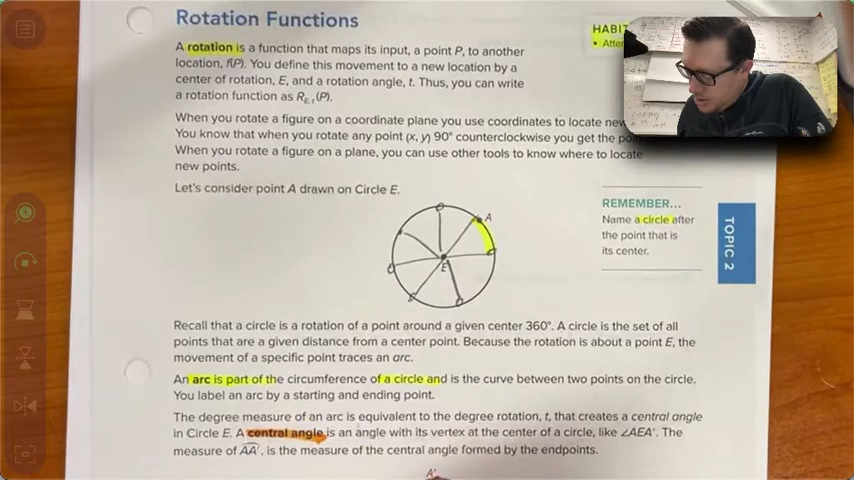 Rotation Functions
A rotation is a function that maps its input, a point P, to another
location, f(P). You define this movement to a new location by a
center of rotation, E, and a rotation angle, t. Thus, you can write
a rotation function as R E, t (P).
When you rotate a figure on a coordinate plane you use coordinates to locate new
You know that when you rotate any point (x, y) 90° counterclockwise you get the
When you rotate a figure on a plane, you can use other tools to know where to locate
new points.
Let's consider point A drawn on Circle E.
HABIT
•
REMEMBER...
Name a circle after
the point that is
its center.
TOPIC 2
A
E
Recall that a circle is a rotation of a point around a given center 360°. A circle is the set of all
points that are a given distance from a center point. Because the rotation is about a point E, the
movement of a specific point traces an arc.
An arc is part of the circumference of a circle and is the curve between two points on the circle.
You label an arc by a starting and ending point.
The degree measure of an arc is equivalent to the degree rotation, t, that creates a central angle
in Circle E. A central angle is an angle with its vertex at the center of a circle, like ∠AEA′. The
measure of AA′, is the measure of the central angle formed by the endpoints.
A′